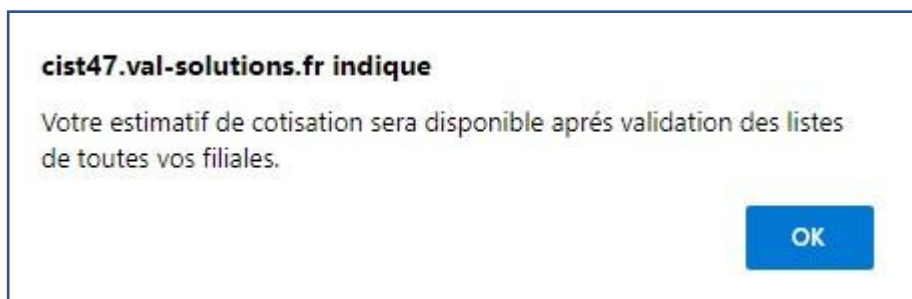 cist47.val-solutions.fr indique
Votre estimatif de cotisation sera disponible aprés validation des listes
de toutes vos filiales.
OK